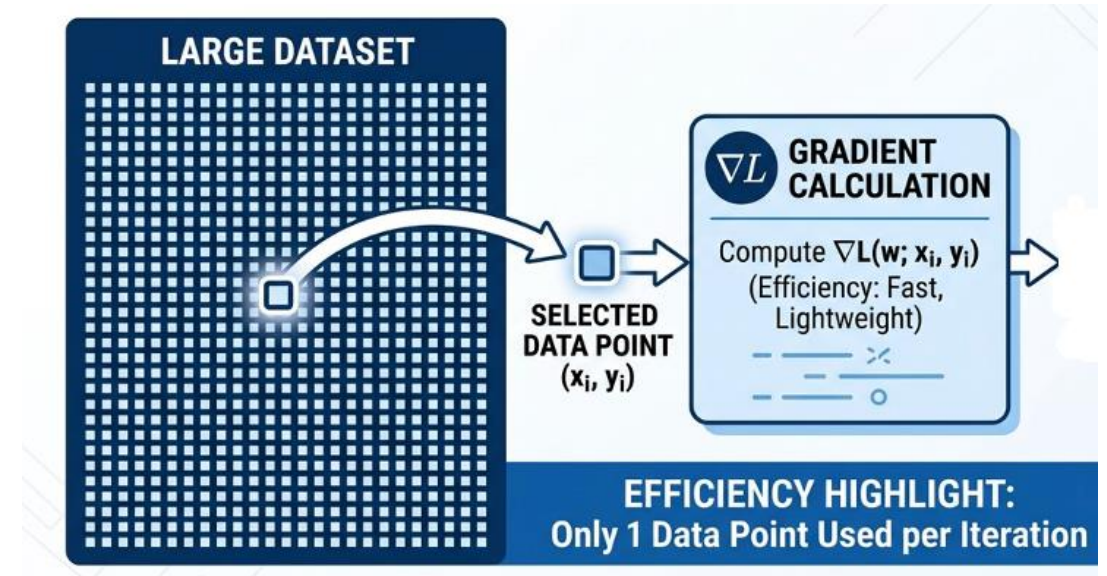 LARGE DATASET
SELECTED
DATA POINT
(xᵢ, yᵢ)
∇L
GRADIENT
CALCULATION
Compute ∇L(w; xᵢ, yᵢ)
(Efficiency: Fast,
Lightweight)
EFFICIENCY HIGHLIGHT:
Only 1 Data Point Used per Iteration